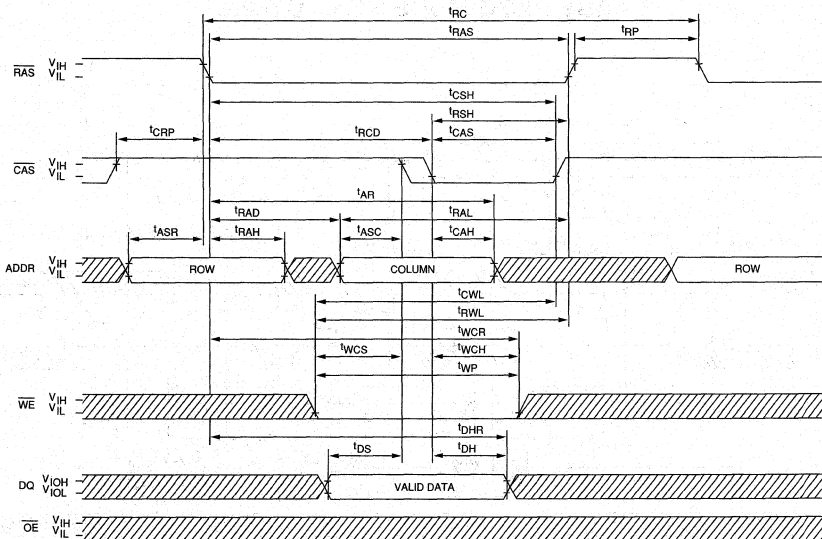 tRC
tRAS
tRP
RAS VIH
VIL
tCSH
tRSH
tCRP
tRCD
tCAS
CAS VIH
VIL
tAR
tRAD
tRAL
tASR
tRAH
tASC
tCAH
ADDR VIH
VIL
ROW
COLUMN
ROW
tCWL
tRWL
tWCR
tWCS
tWCH
tWP
WE VIH
VIL
tDHR
tDS
tDH
DQ VIOH
VIOL
VALID DATA
OE VIH
VIL